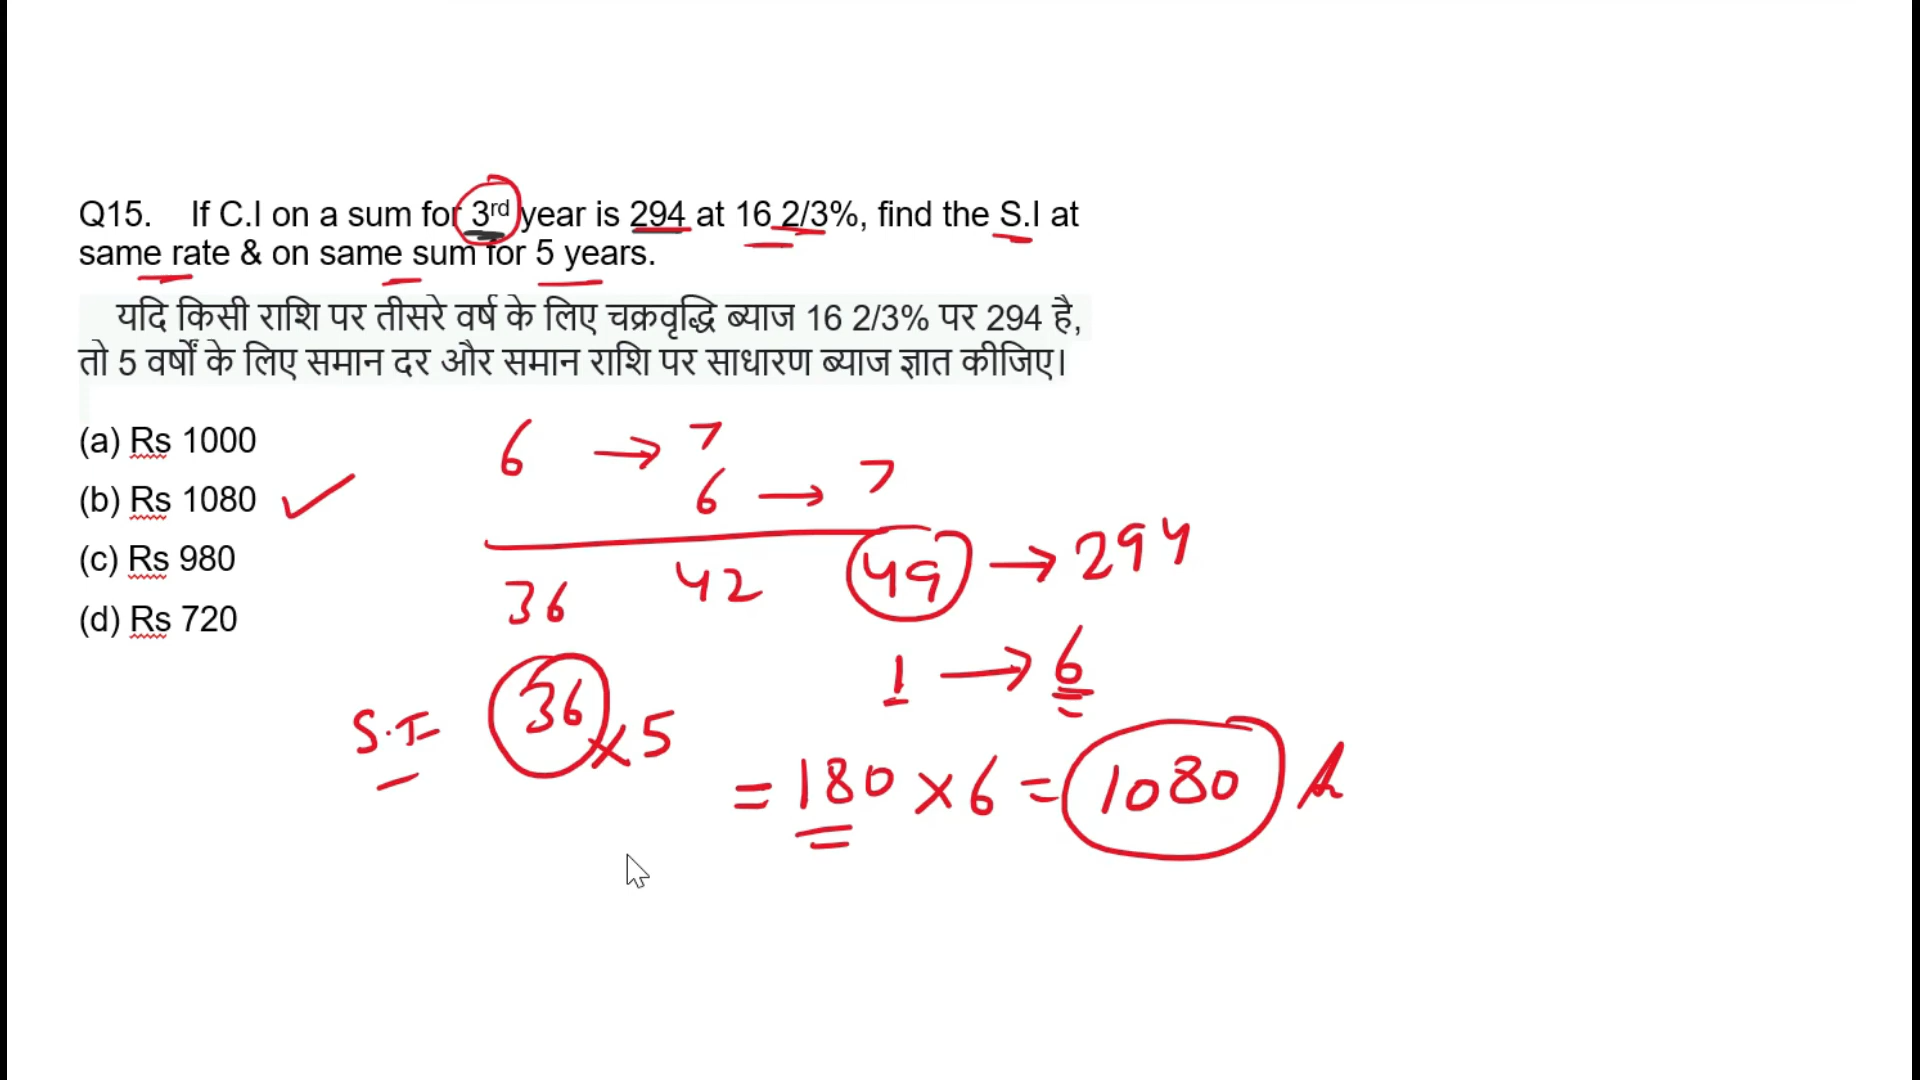 Q15. If C.I on a sum for 3rd year is 294 at 16 2/3%, find the S.I at
same rate & on same sum for 5 years.
यदि किसी राशि पर तीसरे वर्ष के लिए चक्रवृद्धि ब्याज 16 2/3% पर 294 है,
तो 5 वर्षों के लिए समान दर और समान राशि पर साधारण ब्याज ज्ञात कीजिए।
(a) Rs 1000
(b) Rs 1080
(c) Rs 980
(d) Rs 720
6 → 7
6 → 7
36 42 49 → 294
1 → 6
S.I = 36 × 5
= 180 × 6 = 1080